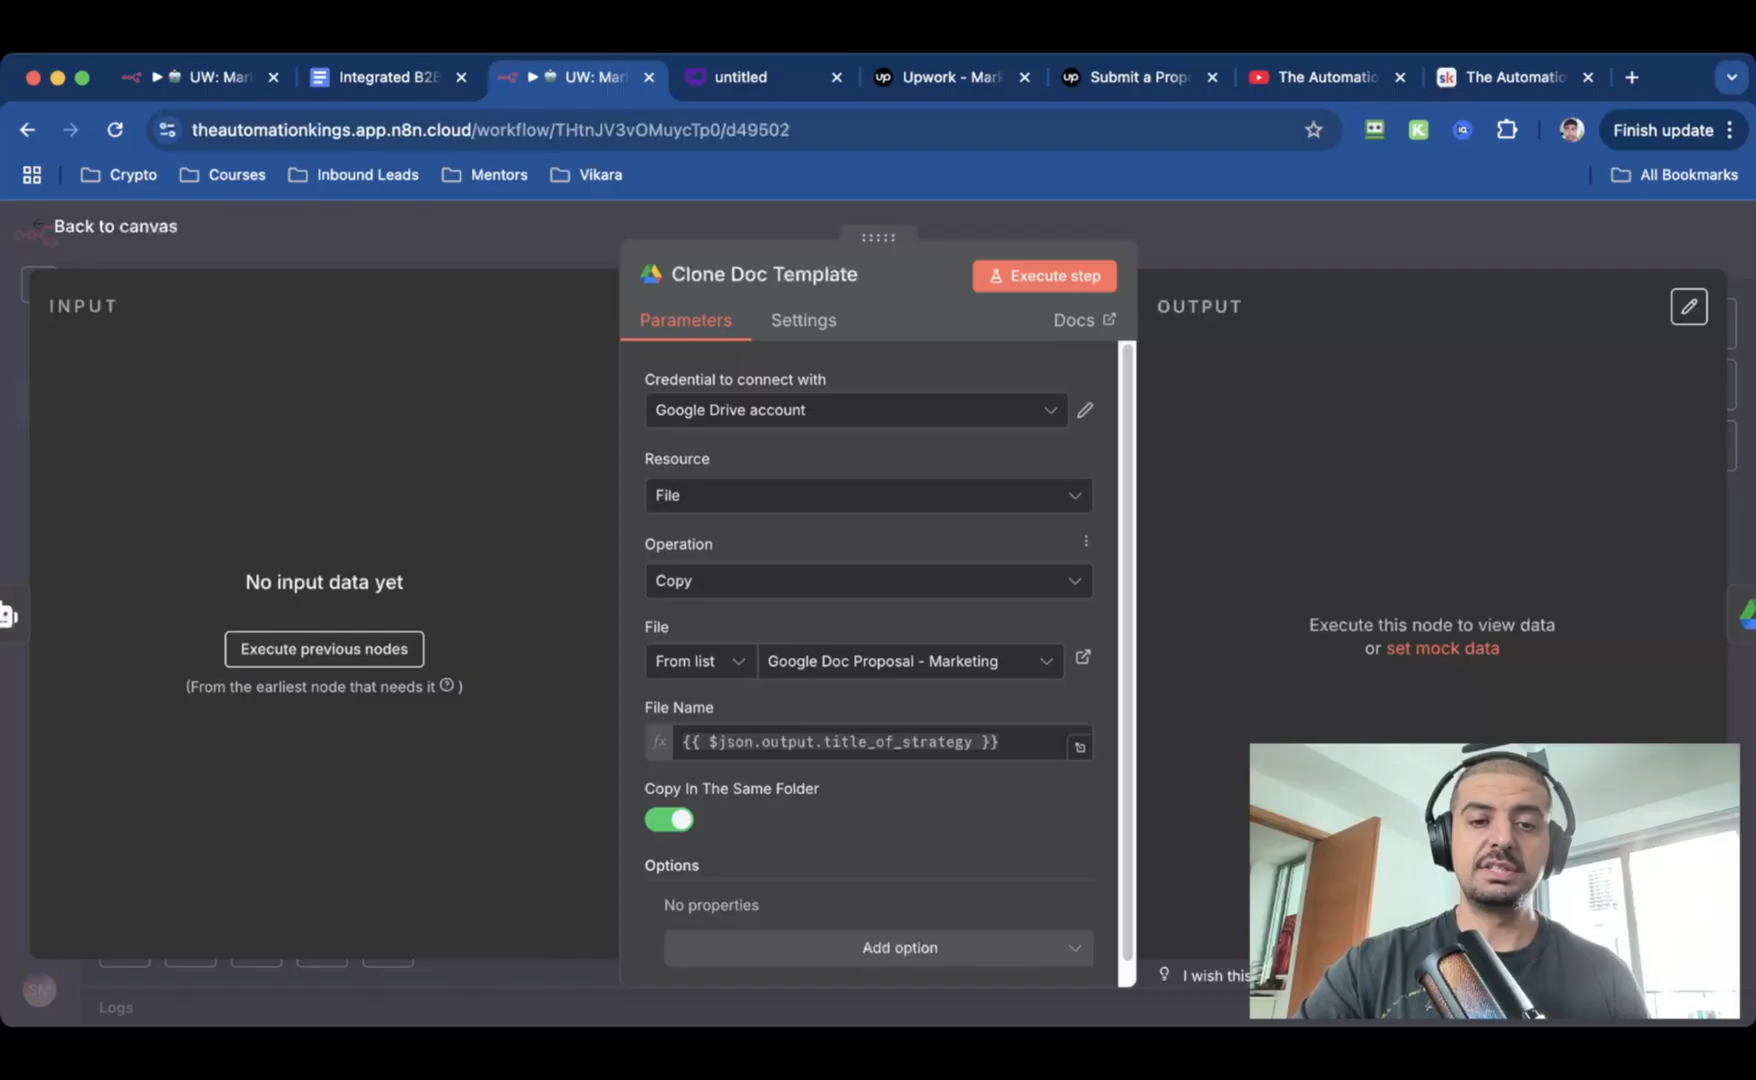 UW: Mar
Integrated B2B
UW: Mar
untitled
Upwork - Mark
Submit a Prop
The Automatio
The Automatio
theautomationkings.app.n8n.cloud/workflow/THtnJV3vOMuycTp0/d49502
Finish update
Crypto
Courses
Inbound Leads
Mentors
Vikara
All Bookmarks
Back to canvas
INPUT
Clone Doc Template
Execute step
OUTPUT
Parameters
Settings
Docs
Credential to connect with
Google Drive account
Resource
File
Operation
Copy
No input data yet
Execute previous nodes
(From the earliest node that needs it ?)
File
From list
Google Doc Proposal - Marketing
File Name
fx {{ $json.output.title_of_strategy }}
Copy In The Same Folder
Options
No properties
Add option
Execute this node to view data
or set mock data
I wish this
SM
Logs